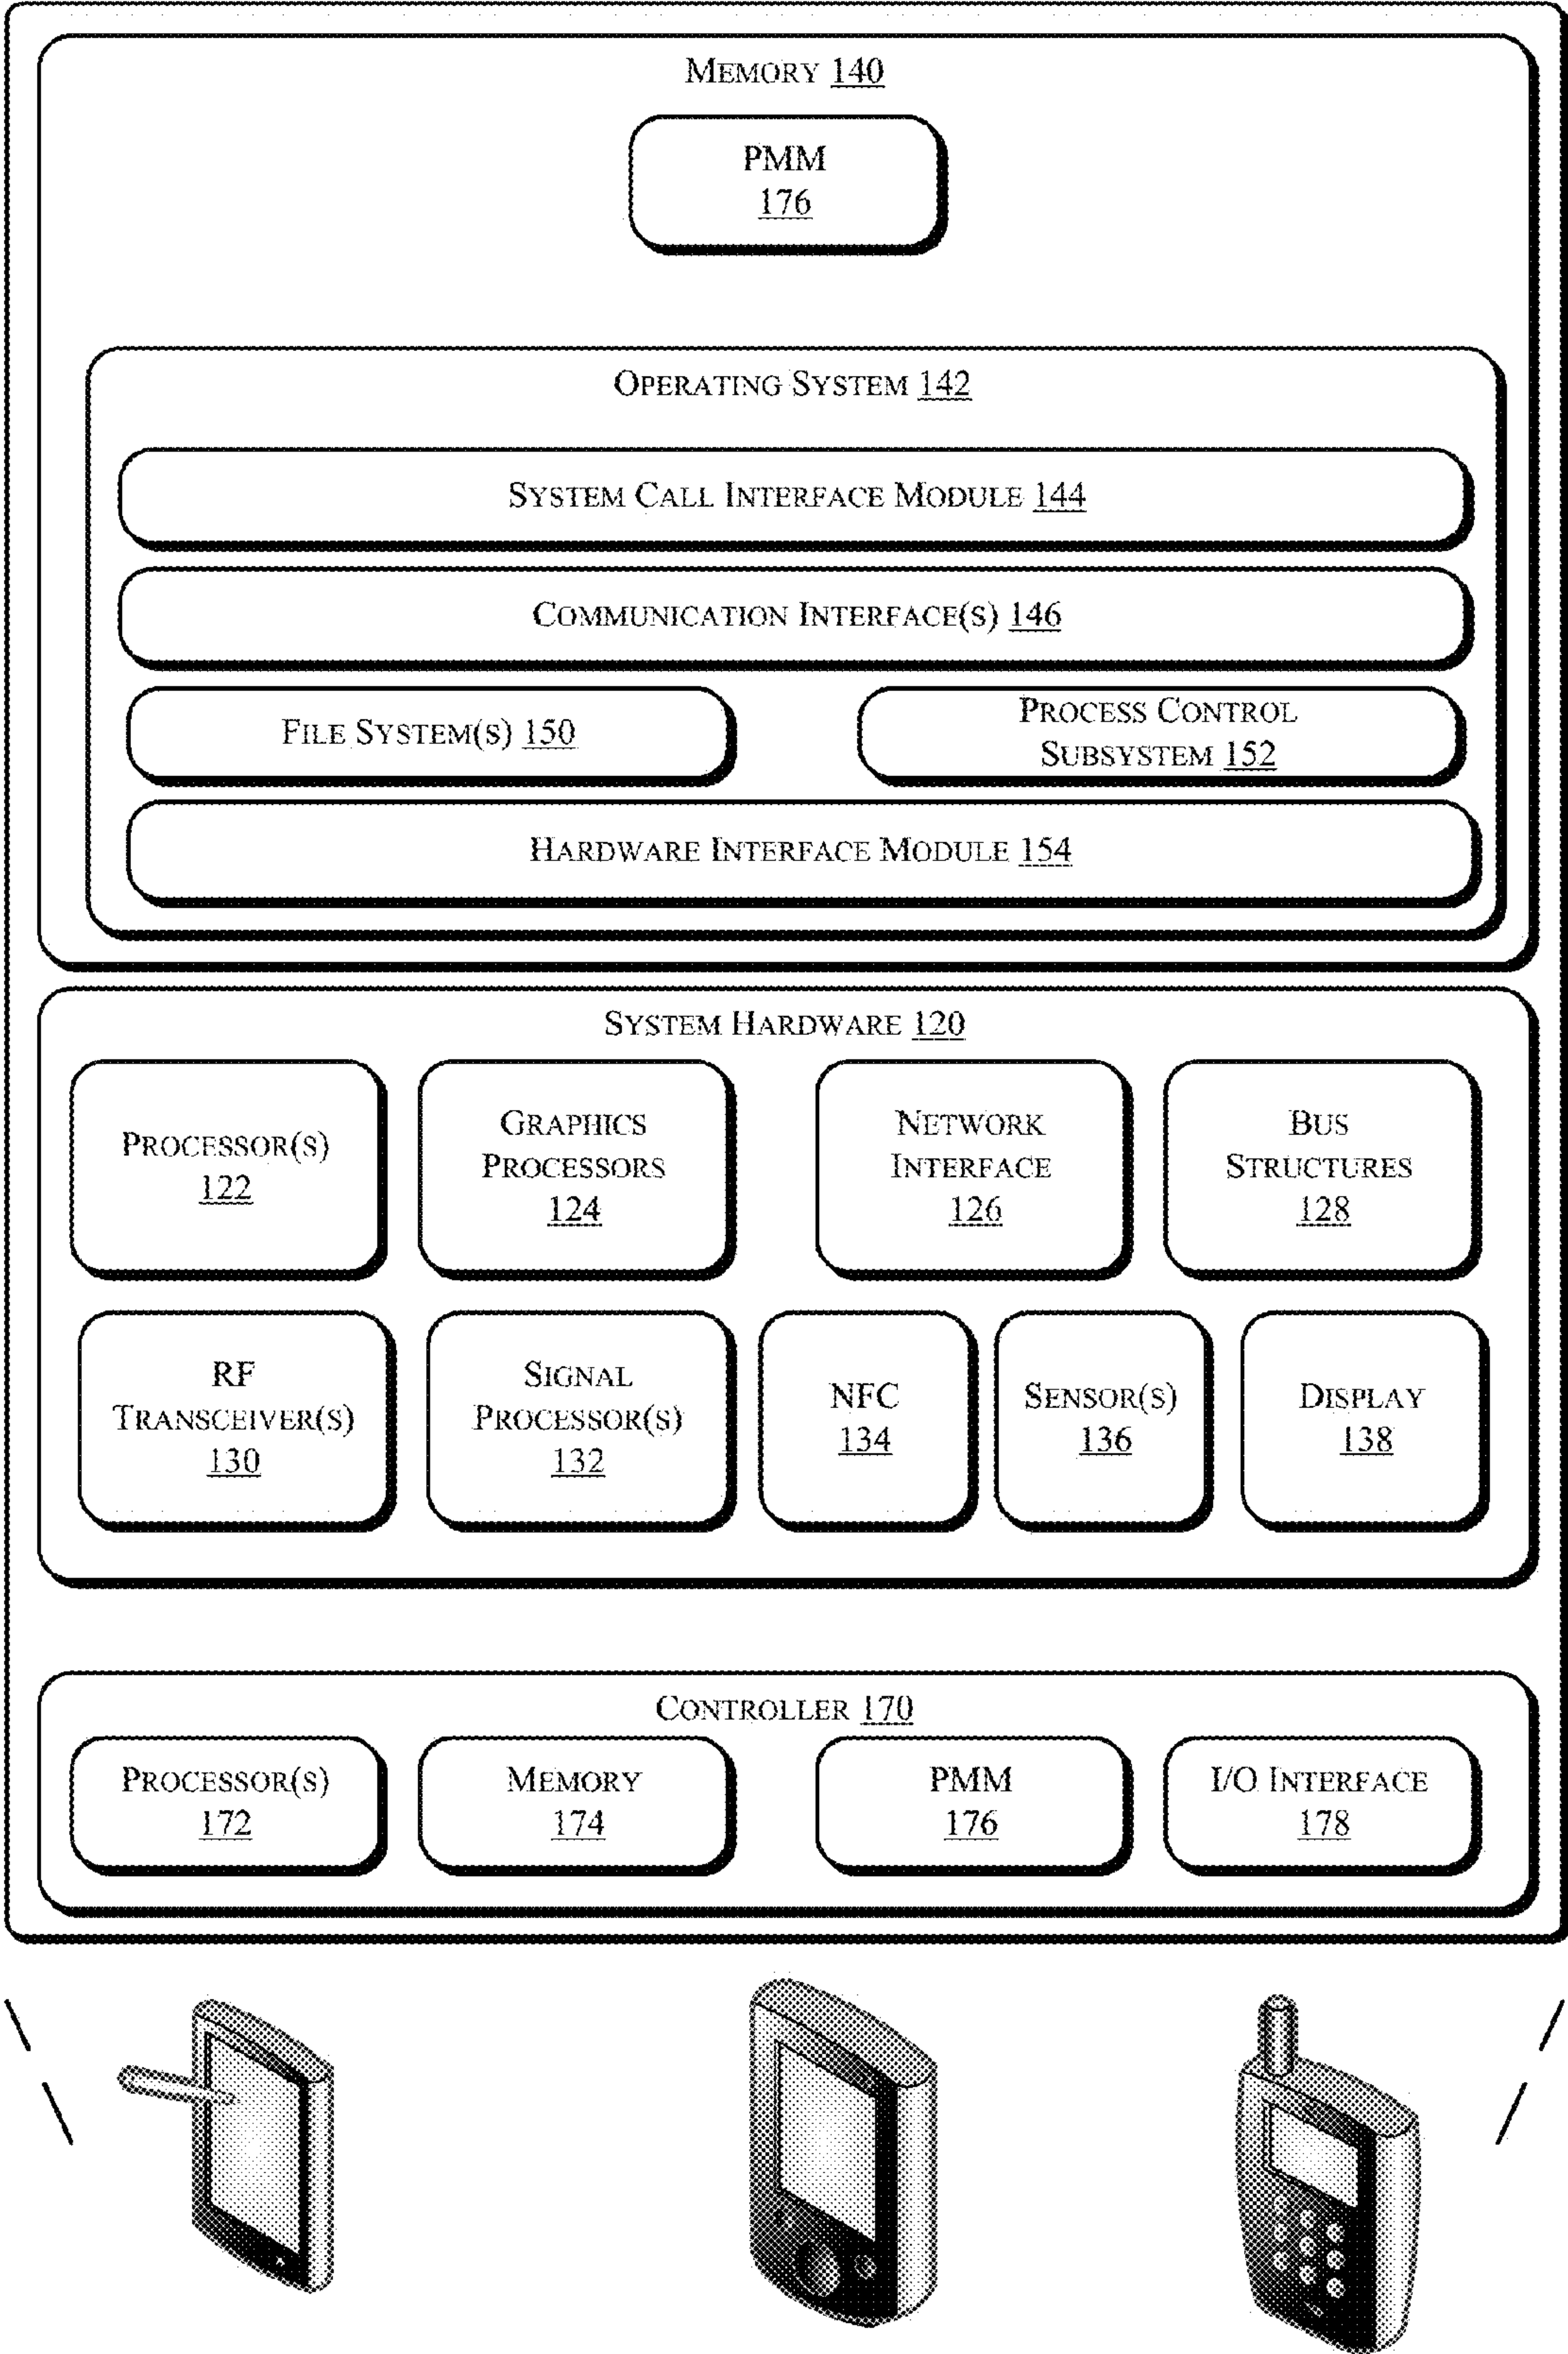 MEMORY 140
PMM
176
OPERATING SYSTEM 142
SYSTEM CALL INTERFACE MODULE 144
COMMUNICATION INTERFACE(S) 146
FILE SYSTEM(S) 150
PROCESS CONTROL
SUBSYSTEM 152
HARDWARE INTERFACE MODULE 154
SYSTEM HARDWARE 120
PROCESSOR(S)
122
GRAPHICS
PROCESSORS
124
NETWORK
INTERFACE
126
BUS
STRUCTURES
128
RF
TRANSCEIVER(S)
130
SIGNAL
PROCESSOR(S)
132
NFC
134
SENSOR(S)
136
DISPLAY
138
CONTROLLER 170
PROCESSOR(S)
172
MEMORY
174
PMM
176
I/O INTERFACE
178